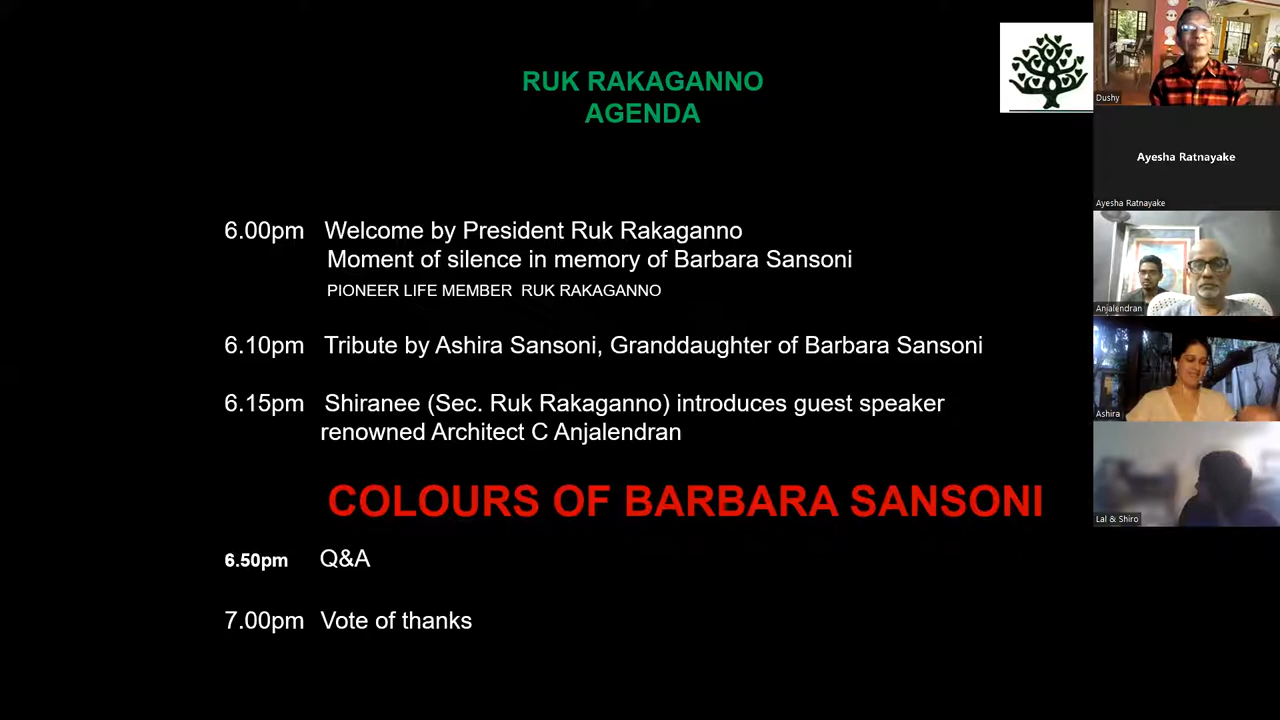 RUK RAKAGANNO
AGENDA
6.00pm Welcome by President Ruk Rakaganno
Moment of silence in memory of Barbara Sansoni
PIONEER LIFE MEMBER RUK RAKAGANNO
6.10pm Tribute by Ashira Sansoni, Granddaughter of Barbara Sansoni
6.15pm Shiranee (Sec. Ruk Rakaganno) introduces guest speaker
renowned Architect C Anjalendran
COLOURS OF BARBARA SANSONI
6.50pm Q&A
7.00pm Vote of thanks
Dushy
Ayesha Ratnayake
Ayesha Ratnayake
Anjalendran
Ashira
Lal & Shiro